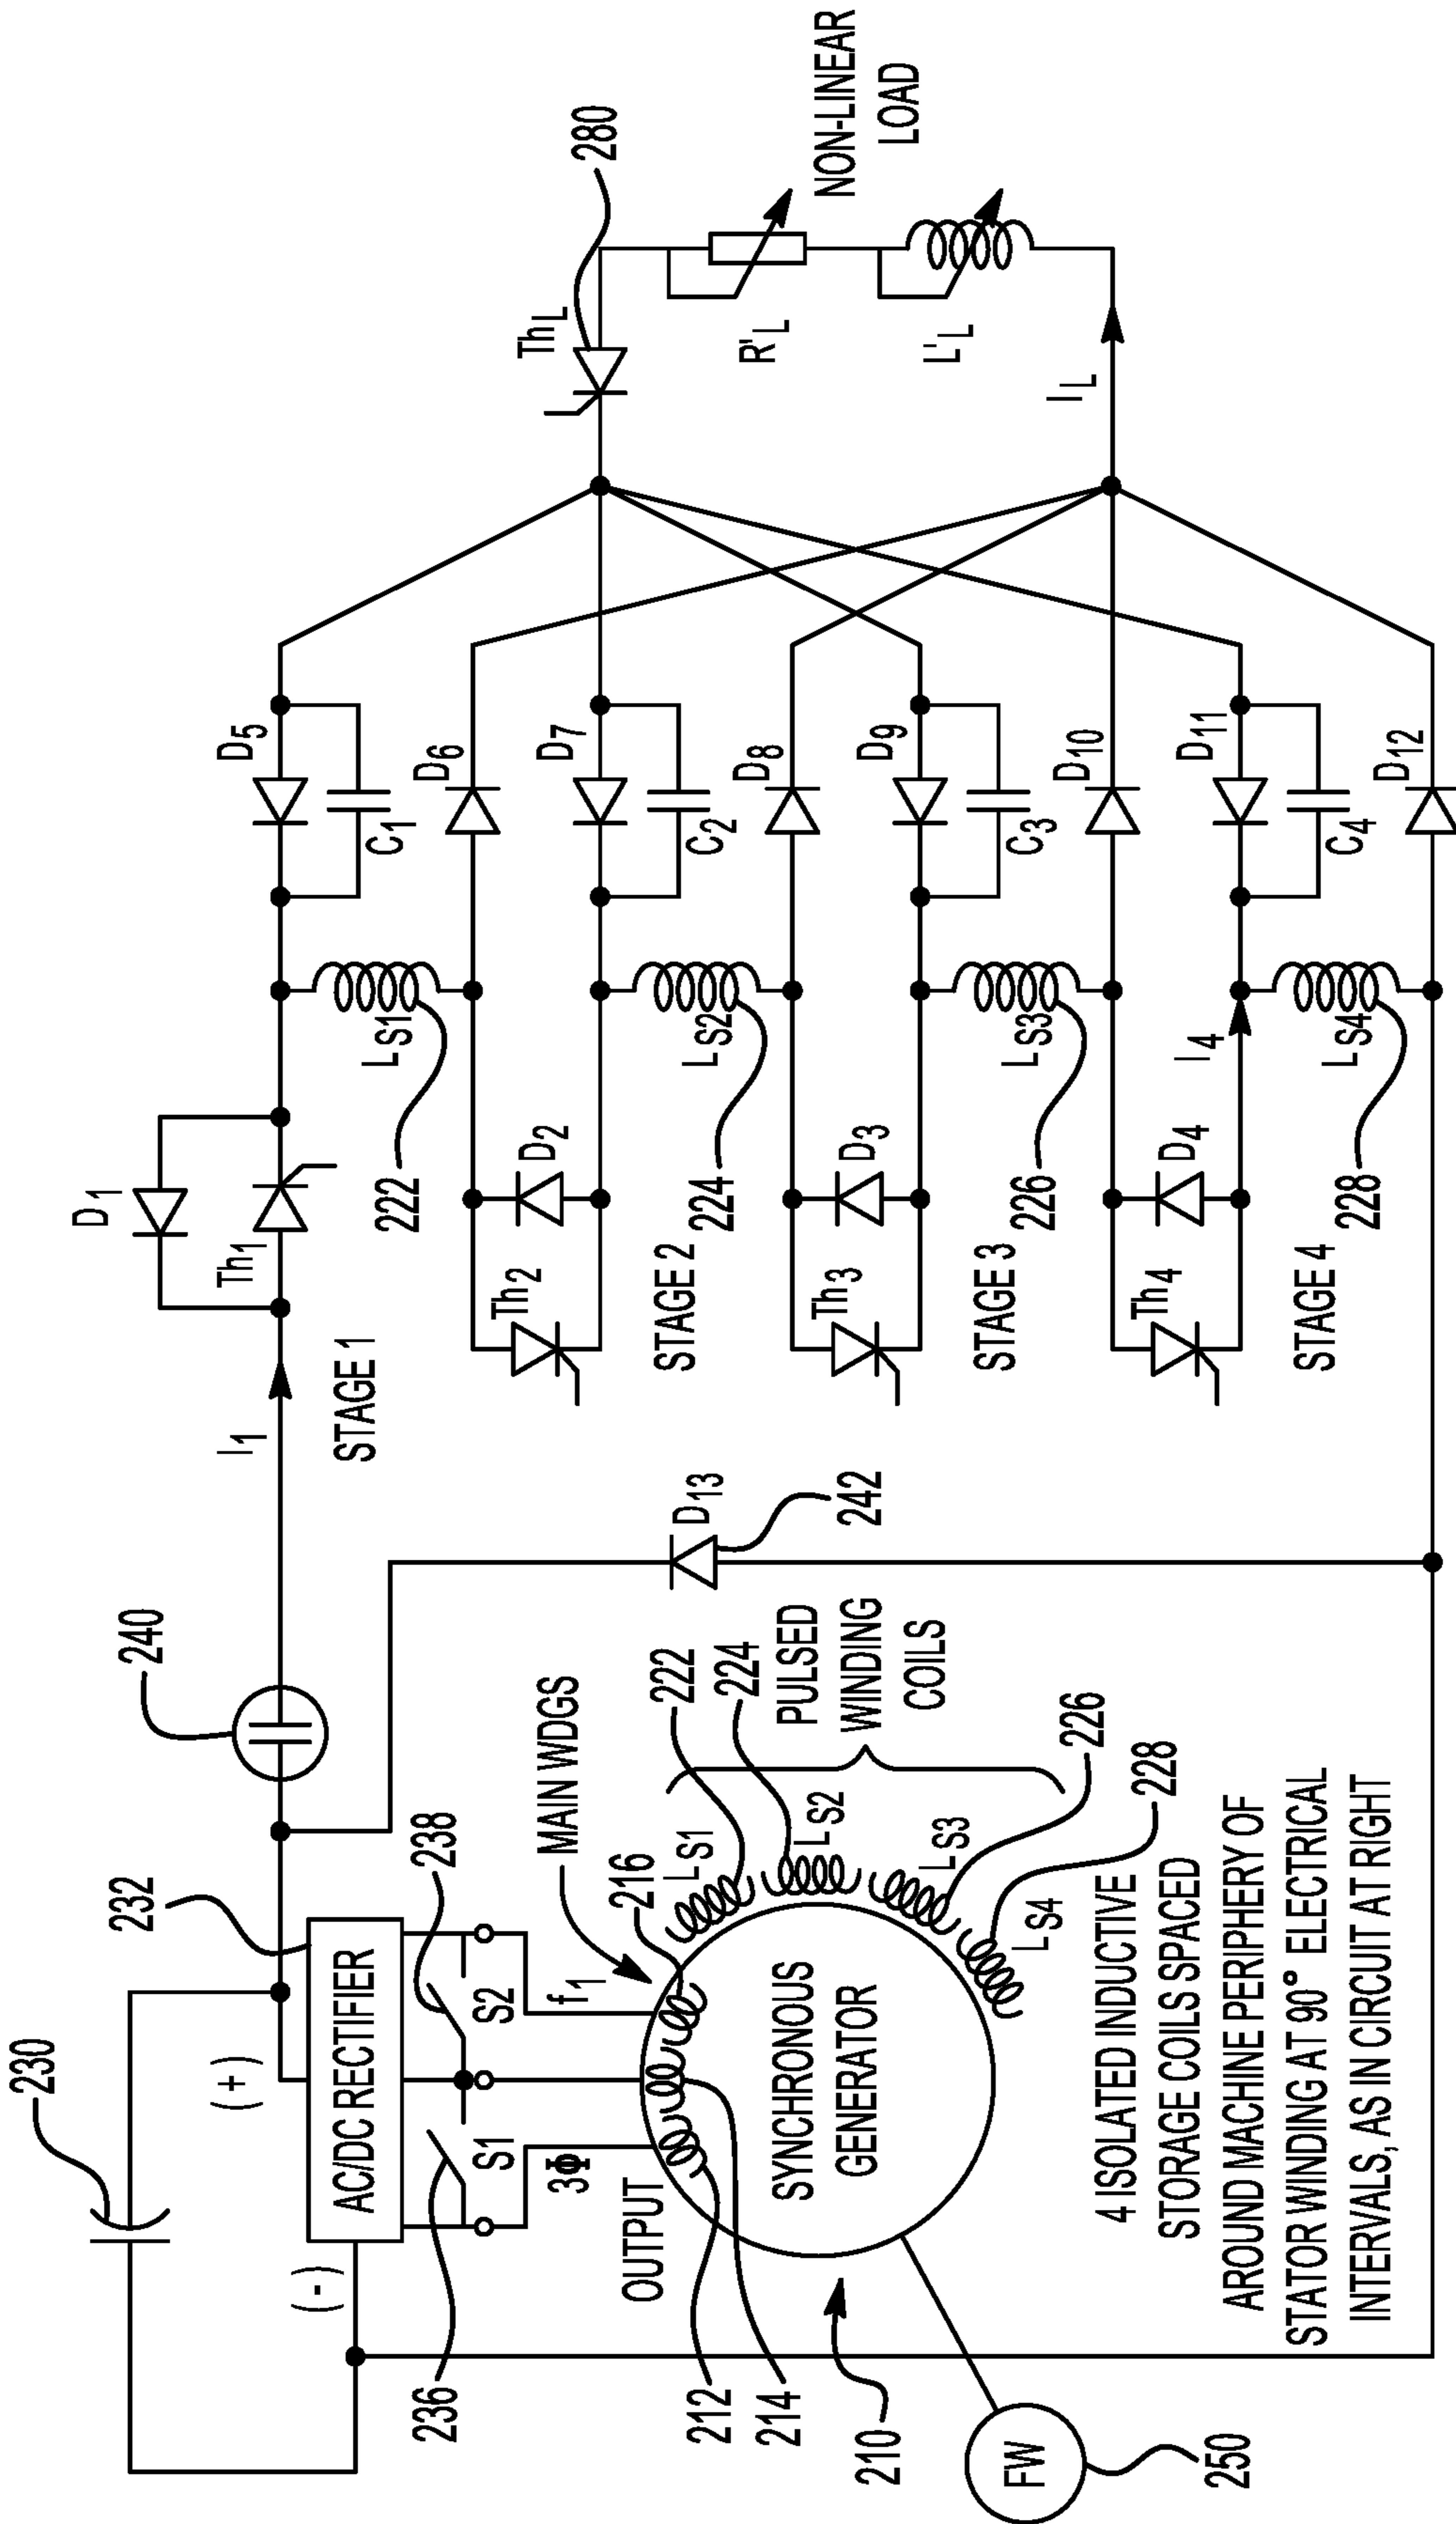 230
232
(+)
(-)
AC/DC RECTIFIER
236
S1
238
S2
3Φ
f1
OUTPUT
MAIN WDGS
216
212
214
210
SYNCHRONOUS
GENERATOR
FW
250
LS1
222
LS2
224
LS3
226
LS4
228
PULSED
WINDING
COILS
4 ISOLATED INDUCTIVE
STORAGE COILS SPACED
AROUND MACHINE PERIPHERY OF
STATOR WINDING AT 90° ELECTRICAL
INTERVALS, AS IN CIRCUIT AT RIGHT
240
D13
242
I1
STAGE 1
D1
Th1
LS1
222
D5
C1
D6
Th2
D2
STAGE 2
LS2
224
D7
C2
D8
Th3
D3
STAGE 3
LS3
226
D9
C3
D10
Th4
D4
STAGE 4
I4
LS4
228
D11
C4
D12
ThL
280
R'L
L'L
IL
NON-LINEAR
LOAD